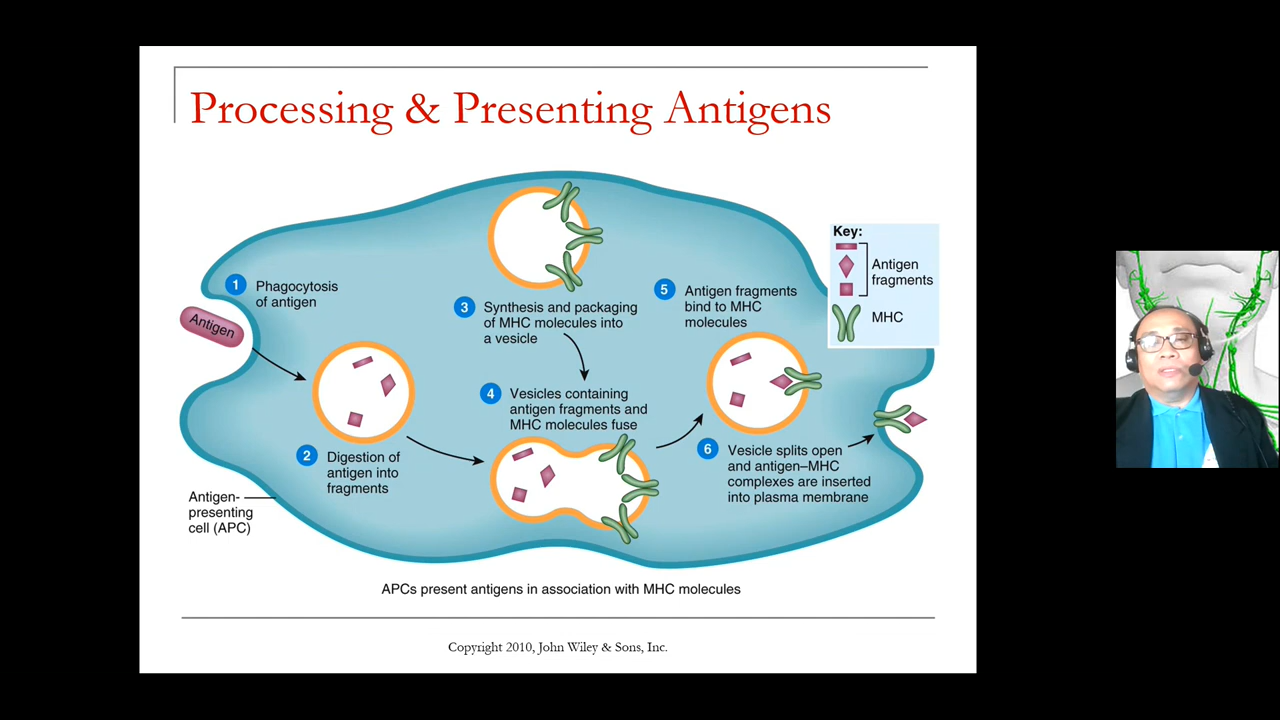 Processing & Presenting Antigens
Key:
Antigen
fragments
MHC
1 Phagocytosis
of antigen
Antigen
2 Digestion of
antigen into
fragments
3 Synthesis and packaging
of MHC molecules into
a vesicle
4 Vesicles containing
antigen fragments and
MHC molecules fuse
5 Antigen fragments
bind to MHC
molecules
6 Vesicle splits open
and antigen–MHC
complexes are inserted
into plasma membrane
Antigen-
presenting
cell (APC)
APCs present antigens in association with MHC molecules
Copyright 2010, John Wiley & Sons, Inc.